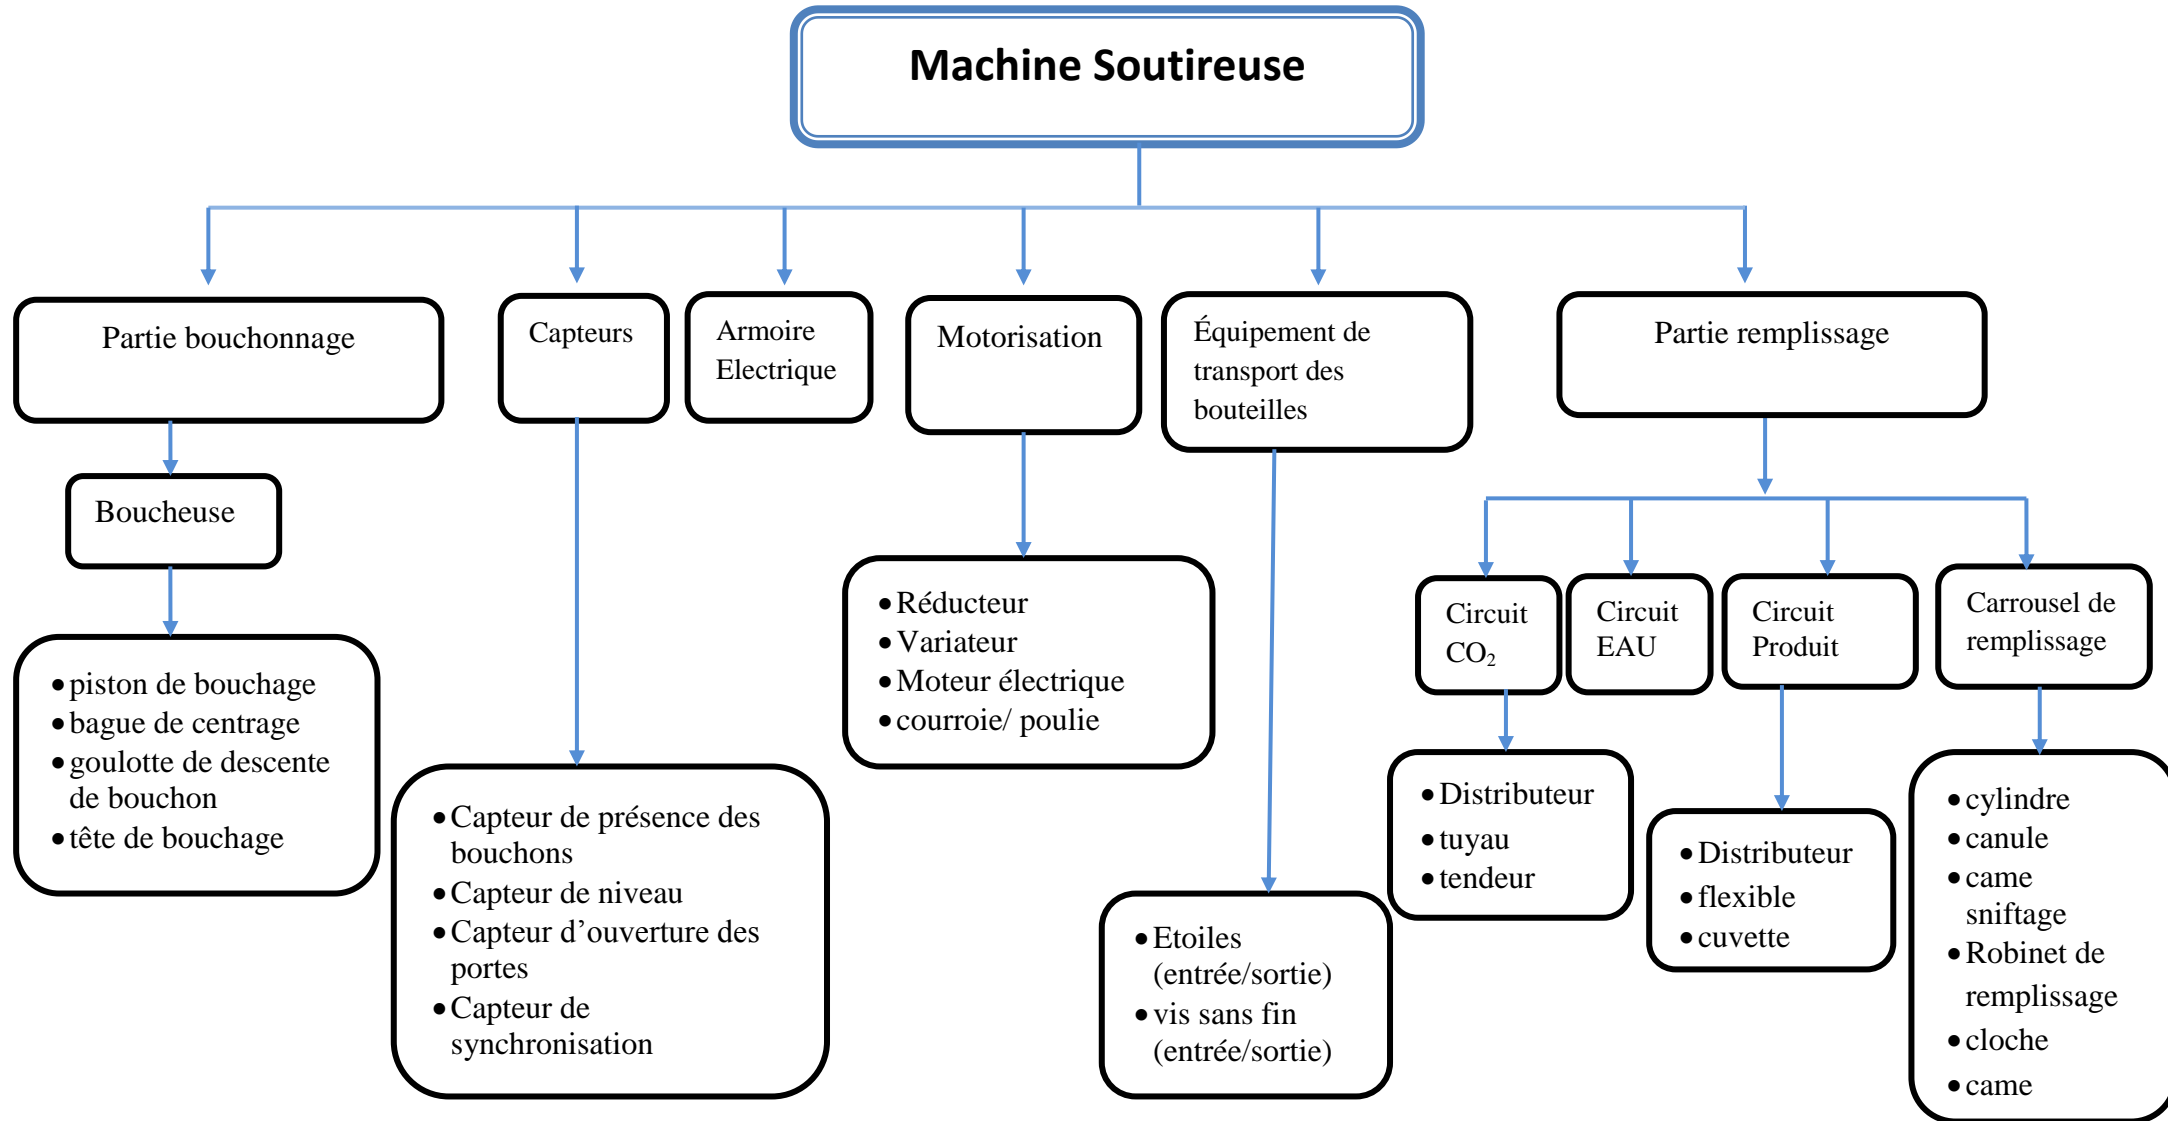 Machine Soutireuse
Partie bouchonnage
Capteurs
Armoire
Electrique
Motorisation
Équipement de
transport des
bouteilles
Partie remplissage
Boucheuse
• piston de bouchage
• bague de centrage
• goulotte de descente
de bouchon
• tête de bouchage
• Capteur de présence des
bouchons
• Capteur de niveau
• Capteur d’ouverture des
portes
• Capteur de
synchronisation
• Réducteur
• Variateur
• Moteur électrique
• courroie/ poulie
• Etoiles
(entrée/sortie)
• vis sans fin
(entrée/sortie)
Circuit
CO₂
Circuit
EAU
Circuit
Produit
Carrousel de
remplissage
• Distributeur
• tuyau
• tendeur
• Distributeur
• flexible
• cuvette
• cylindre
• canule
• came
sniftage
• Robinet de
remplissage
• cloche
• came